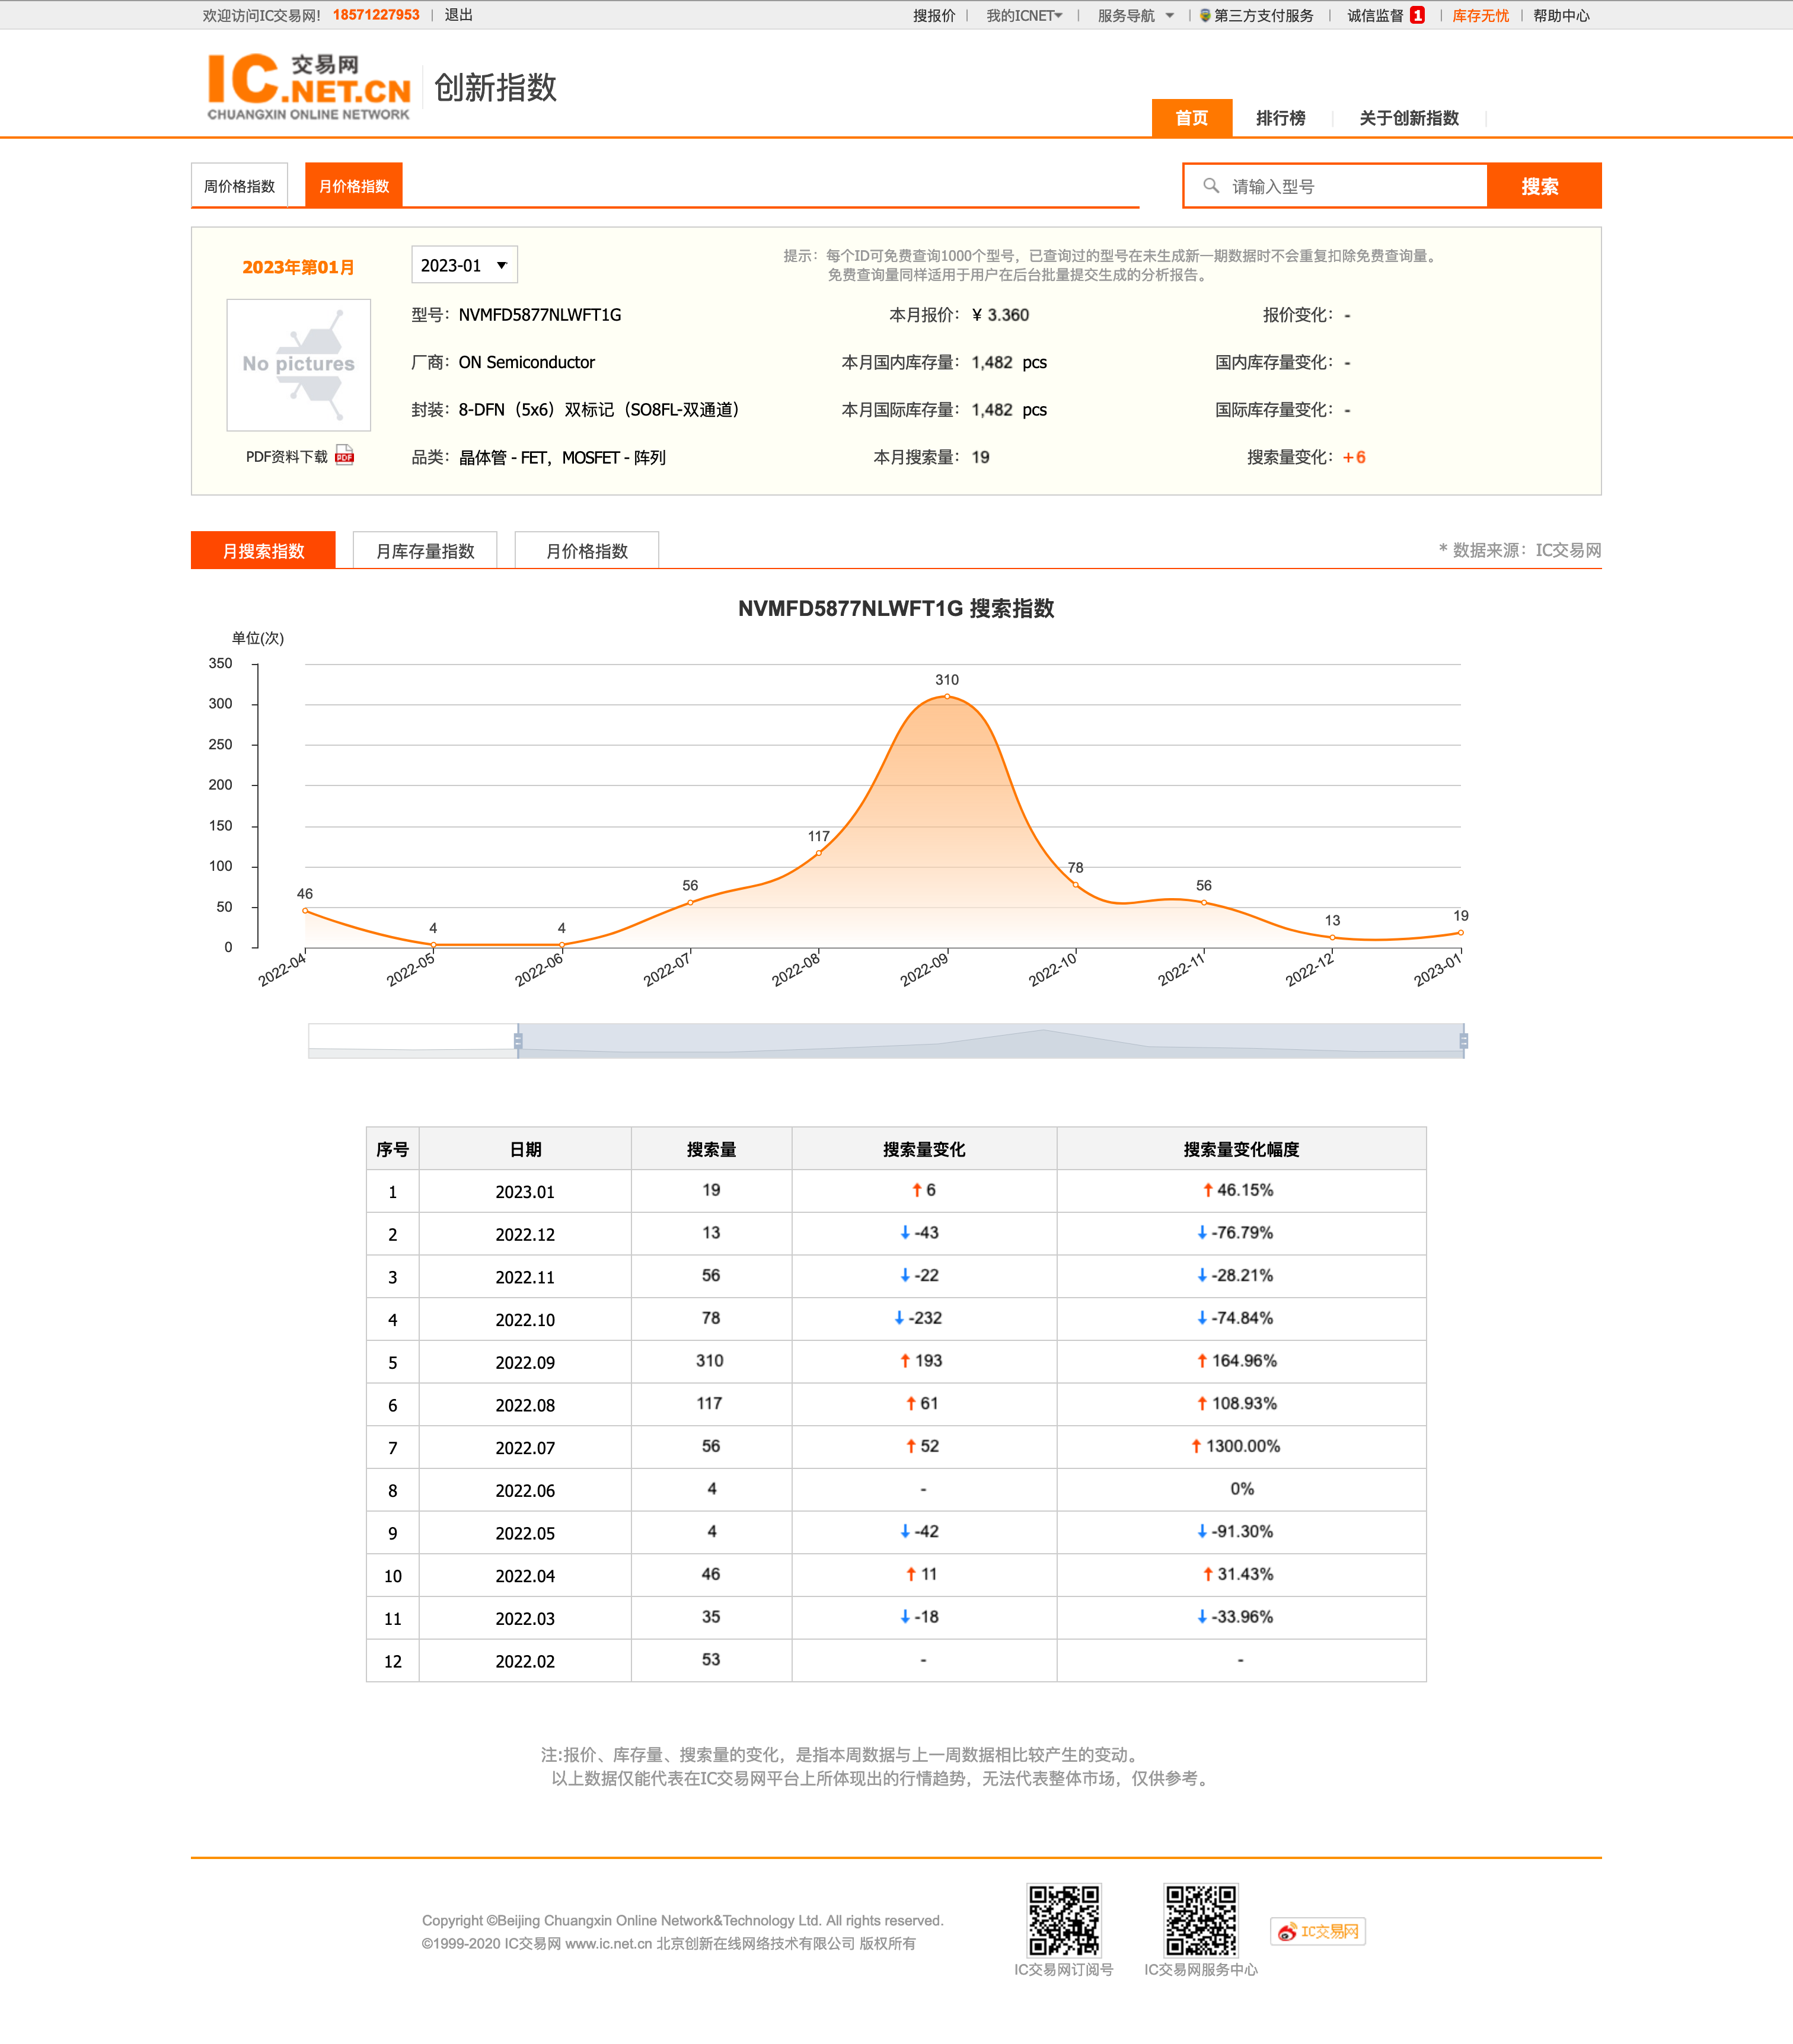 欢迎访问IC交易网! 18571227953 | 退出 搜报价 | 我的ICNET | 服务导航 | 第三方支付服务 | 诚信监督 1 | 库存无忧 | 帮助中心
IC 交易网 .NET.CN
CHUANGXIN ONLINE NETWORK
创新指数
首页 排行榜 关于创新指数
周价格指数 月价格指数 请输入型号 搜索
2023年第01月 2023-01
提示：每个ID可免费查询1000个型号，已查询过的型号在未生成新一期数据时不会重复扣除免费查询量。
免费查询量同样适用于用户在后台批量提交生成的分析报告。
No pictures
型号：NVMFD5877NLWFT1G 本月报价：￥ 3.360 报价变化：-
厂商：ON Semiconductor 本月国内库存量：1,482 pcs 国内库存量变化：-
封装：8-DFN（5x6）双标记（SO8FL-双通道） 本月国际库存量：1,482 pcs 国际库存量变化：-
PDF资料下载 PDF
品类：晶体管 - FET，MOSFET - 阵列 本月搜索量：19 搜索量变化：+6
月搜索指数 月库存量指数 月价格指数 * 数据来源：IC交易网
NVMFD5877NLWFT1G 搜索指数
单位(次)
350
300
250
200
150
100
50
0
46 4 4 56 117 310 78 56 13 19
2022-04 2022-05 2022-06 2022-07 2022-08 2022-09 2022-10 2022-11 2022-12 2023-01
序号 日期 搜索量 搜索量变化 搜索量变化幅度
1 2023.01 19 ↑ 6 ↑ 46.15%
2 2022.12 13 ↓ -43 ↓ -76.79%
3 2022.11 56 ↓ -22 ↓ -28.21%
4 2022.10 78 ↓ -232 ↓ -74.84%
5 2022.09 310 ↑ 193 ↑ 164.96%
6 2022.08 117 ↑ 61 ↑ 108.93%
7 2022.07 56 ↑ 52 ↑ 1300.00%
8 2022.06 4 - 0%
9 2022.05 4 ↓ -42 ↓ -91.30%
10 2022.04 46 ↑ 11 ↑ 31.43%
11 2022.03 35 ↓ -18 ↓ -33.96%
12 2022.02 53 - -
注:报价、库存量、搜索量的变化，是指本周数据与上一周数据相比较产生的变动。
以上数据仅能代表在IC交易网平台上所体现出的行情趋势，无法代表整体市场，仅供参考。
Copyright ©Beijing Chuangxin Online Network&Technology Ltd. All rights reserved.
©1999-2020 IC交易网 www.ic.net.cn 北京创新在线网络技术有限公司 版权所有
IC交易网订阅号
IC交易网服务中心
IC交易网